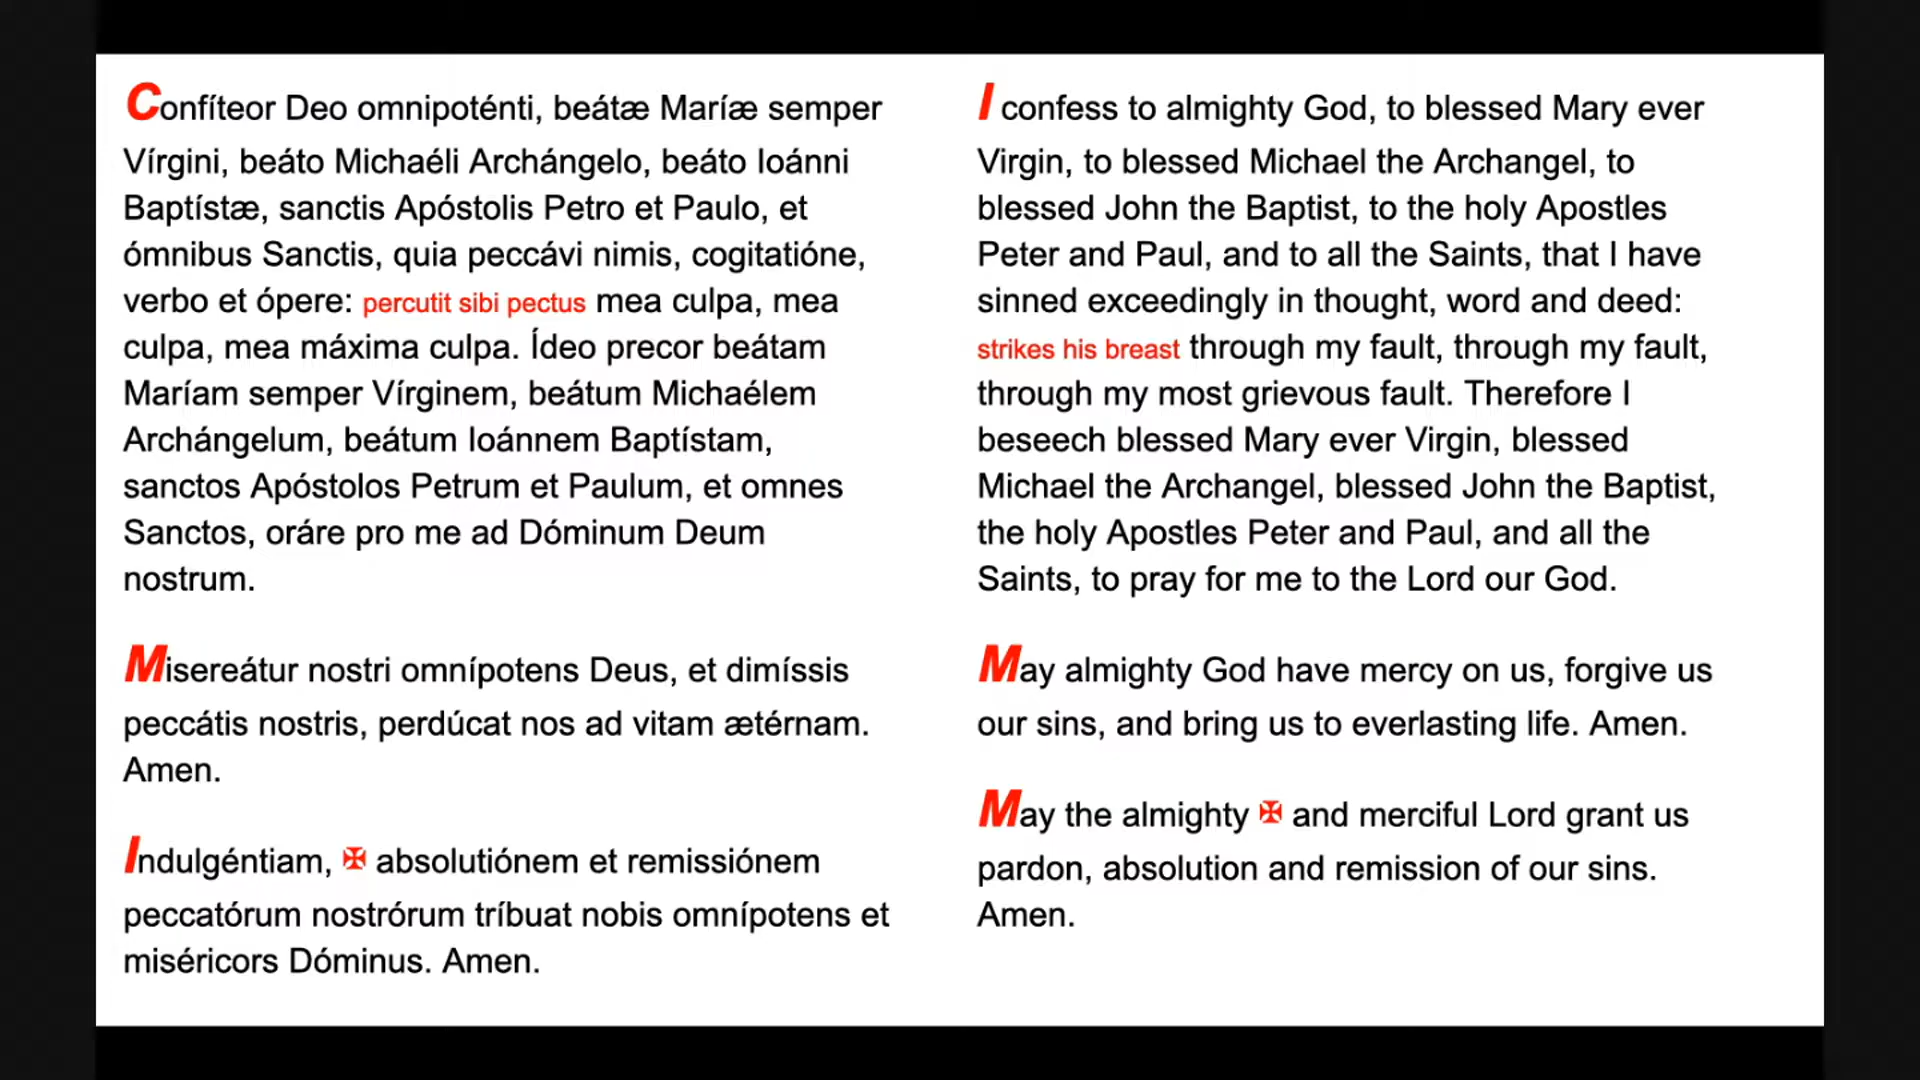 Confíteor Deo omnipoténti, beátæ Maríæ semper
Vírgini, beáto Michaéli Archángelo, beáto Ioánni
Baptístæ, sanctis Apóstolis Petro et Paulo, et
ómnibus Sanctis, quia peccávi nimis, cogitatióne,
verbo et ópere: percutit sibi pectus mea culpa, mea
culpa, mea máxima culpa. Ídeo precor beátam
Maríam semper Vírginem, beátum Michaélem
Archángelum, beátum Ioánnem Baptístam,
sanctos Apóstolos Petrum et Paulum, et omnes
Sanctos, oráre pro me ad Dóminum Deum
nostrum.
Misereátur nostri omnípotens Deus, et dimíssis
peccátis nostris, perdúcat nos ad vitam ætérnam.
Amen.
Indulgéntiam, ✠ absolutiónem et remissiónem
peccatórum nostrórum tríbuat nobis omnípotens et
miséricors Dóminus. Amen.
I confess to almighty God, to blessed Mary ever
Virgin, to blessed Michael the Archangel, to
blessed John the Baptist, to the holy Apostles
Peter and Paul, and to all the Saints, that I have
sinned exceedingly in thought, word and deed:
strikes his breast through my fault, through my fault,
through my most grievous fault. Therefore I
beseech blessed Mary ever Virgin, blessed
Michael the Archangel, blessed John the Baptist,
the holy Apostles Peter and Paul, and all the
Saints, to pray for me to the Lord our God.
May almighty God have mercy on us, forgive us
our sins, and bring us to everlasting life. Amen.
May the almighty ✠ and merciful Lord grant us
pardon, absolution and remission of our sins.
Amen.